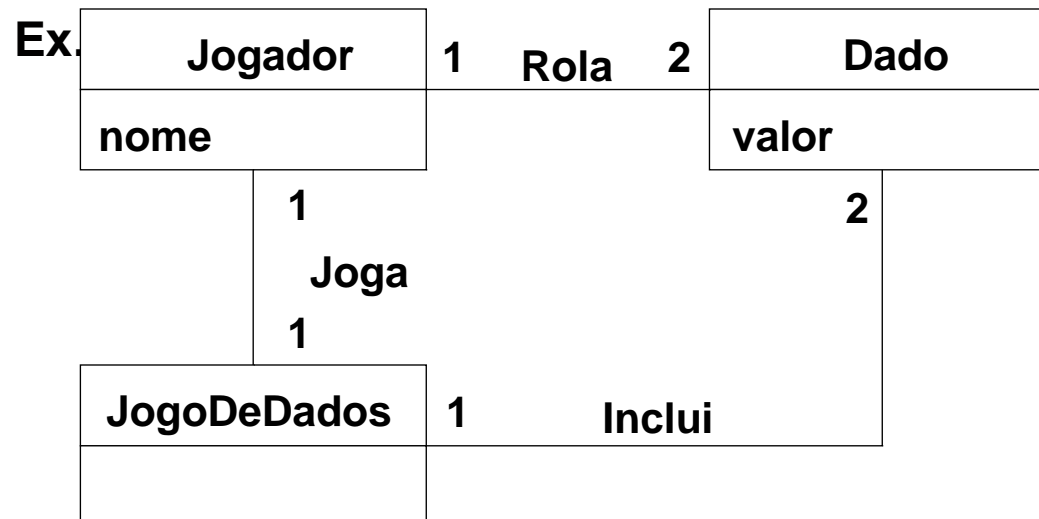 Ex.
Jogador
1 Rola 2
Dado
nome
valor
1
2
Joga
1
JogoDeDados
1
Inclui